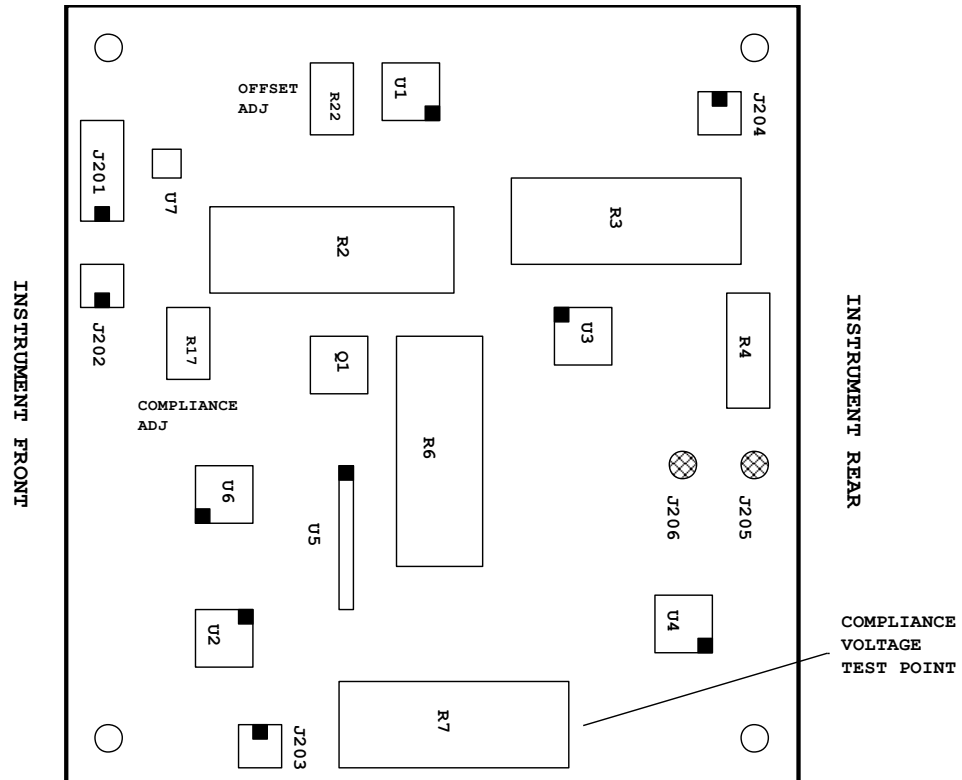 OFFSET
ADJ
R22
U1
J204
J201
U7
R3
R2
INSTRUMENT FRONT
J202
R17
Q1
U3
R4
INSTRUMENT REAR
COMPLIANCE
ADJ
R6
U6
U5
J206
J205
U2
U4
COMPLIANCE
VOLTAGE
TEST POINT
R7
J203